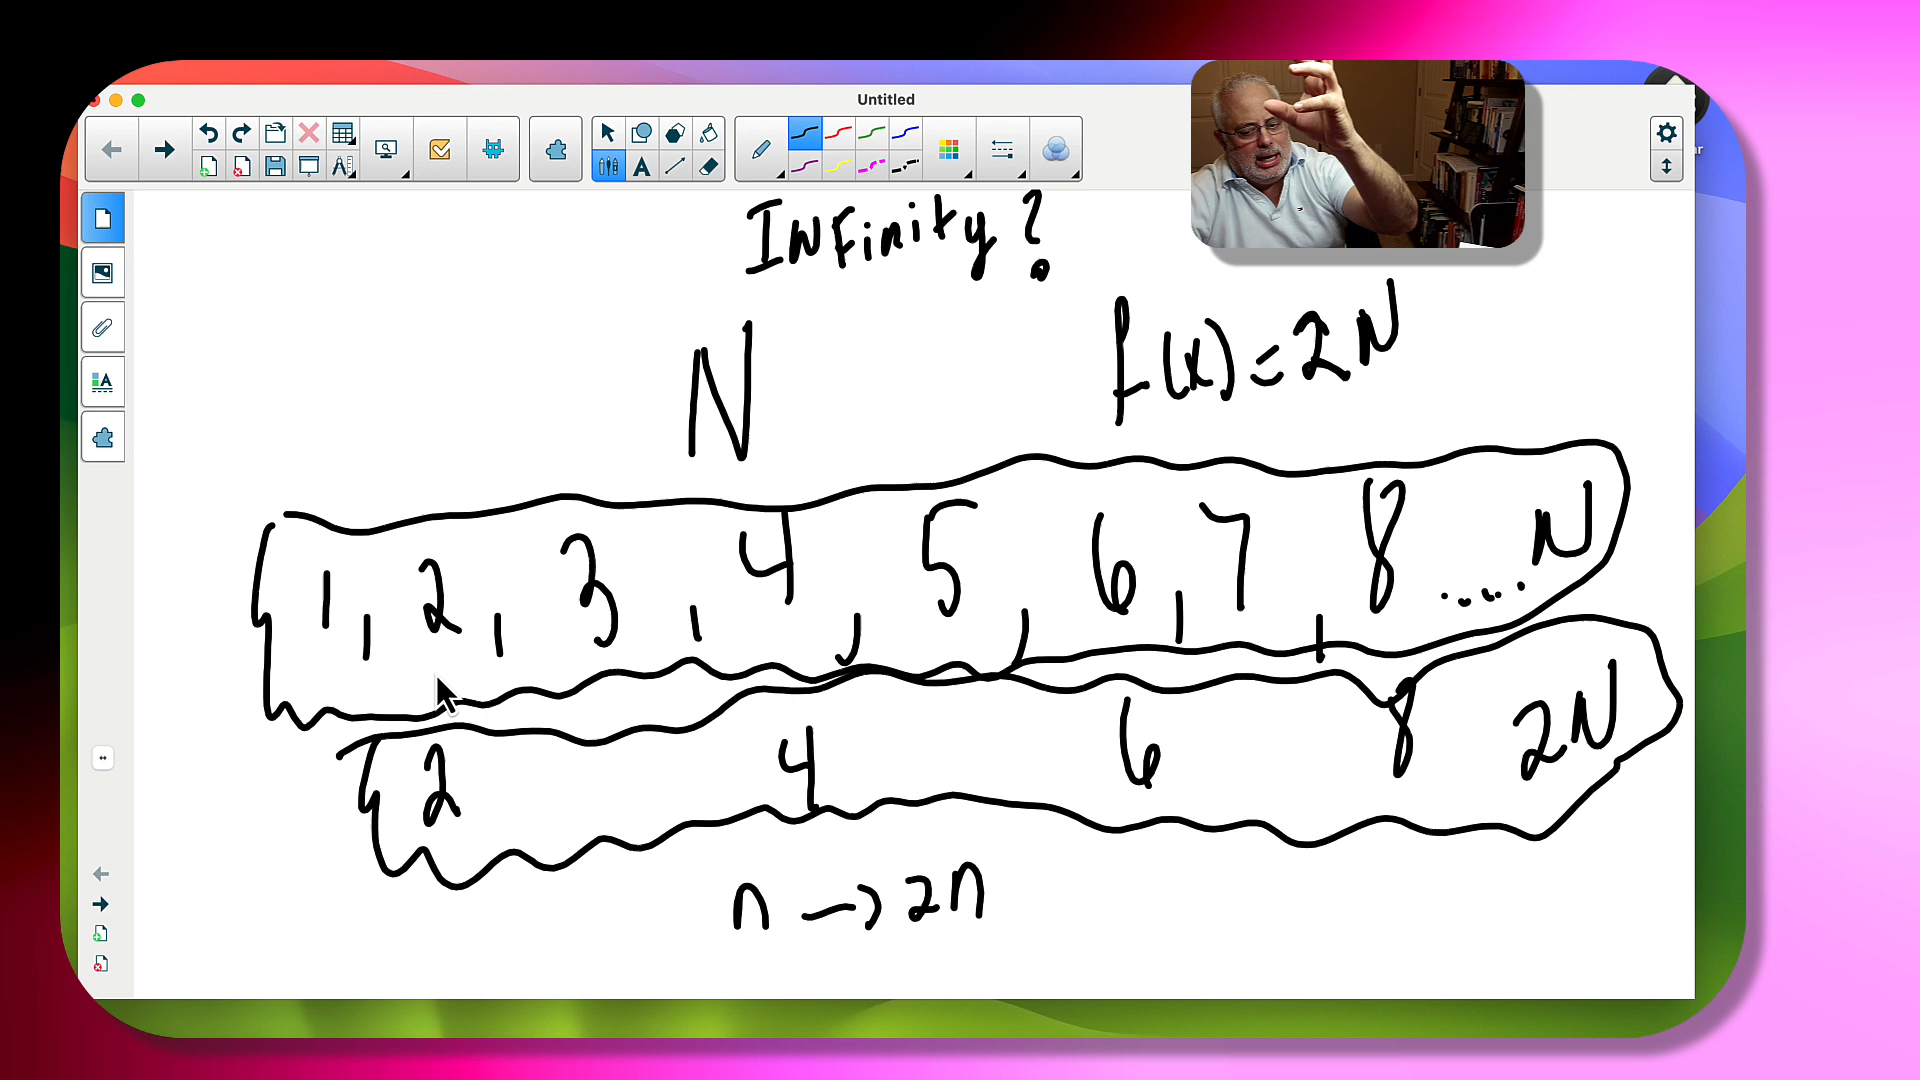 Untitled
INFinity?
N
f(x)=2N
1, 2, 3, 4, 5, 6, 7, 8 .... N
2 4 6 8 2N
n → 2n